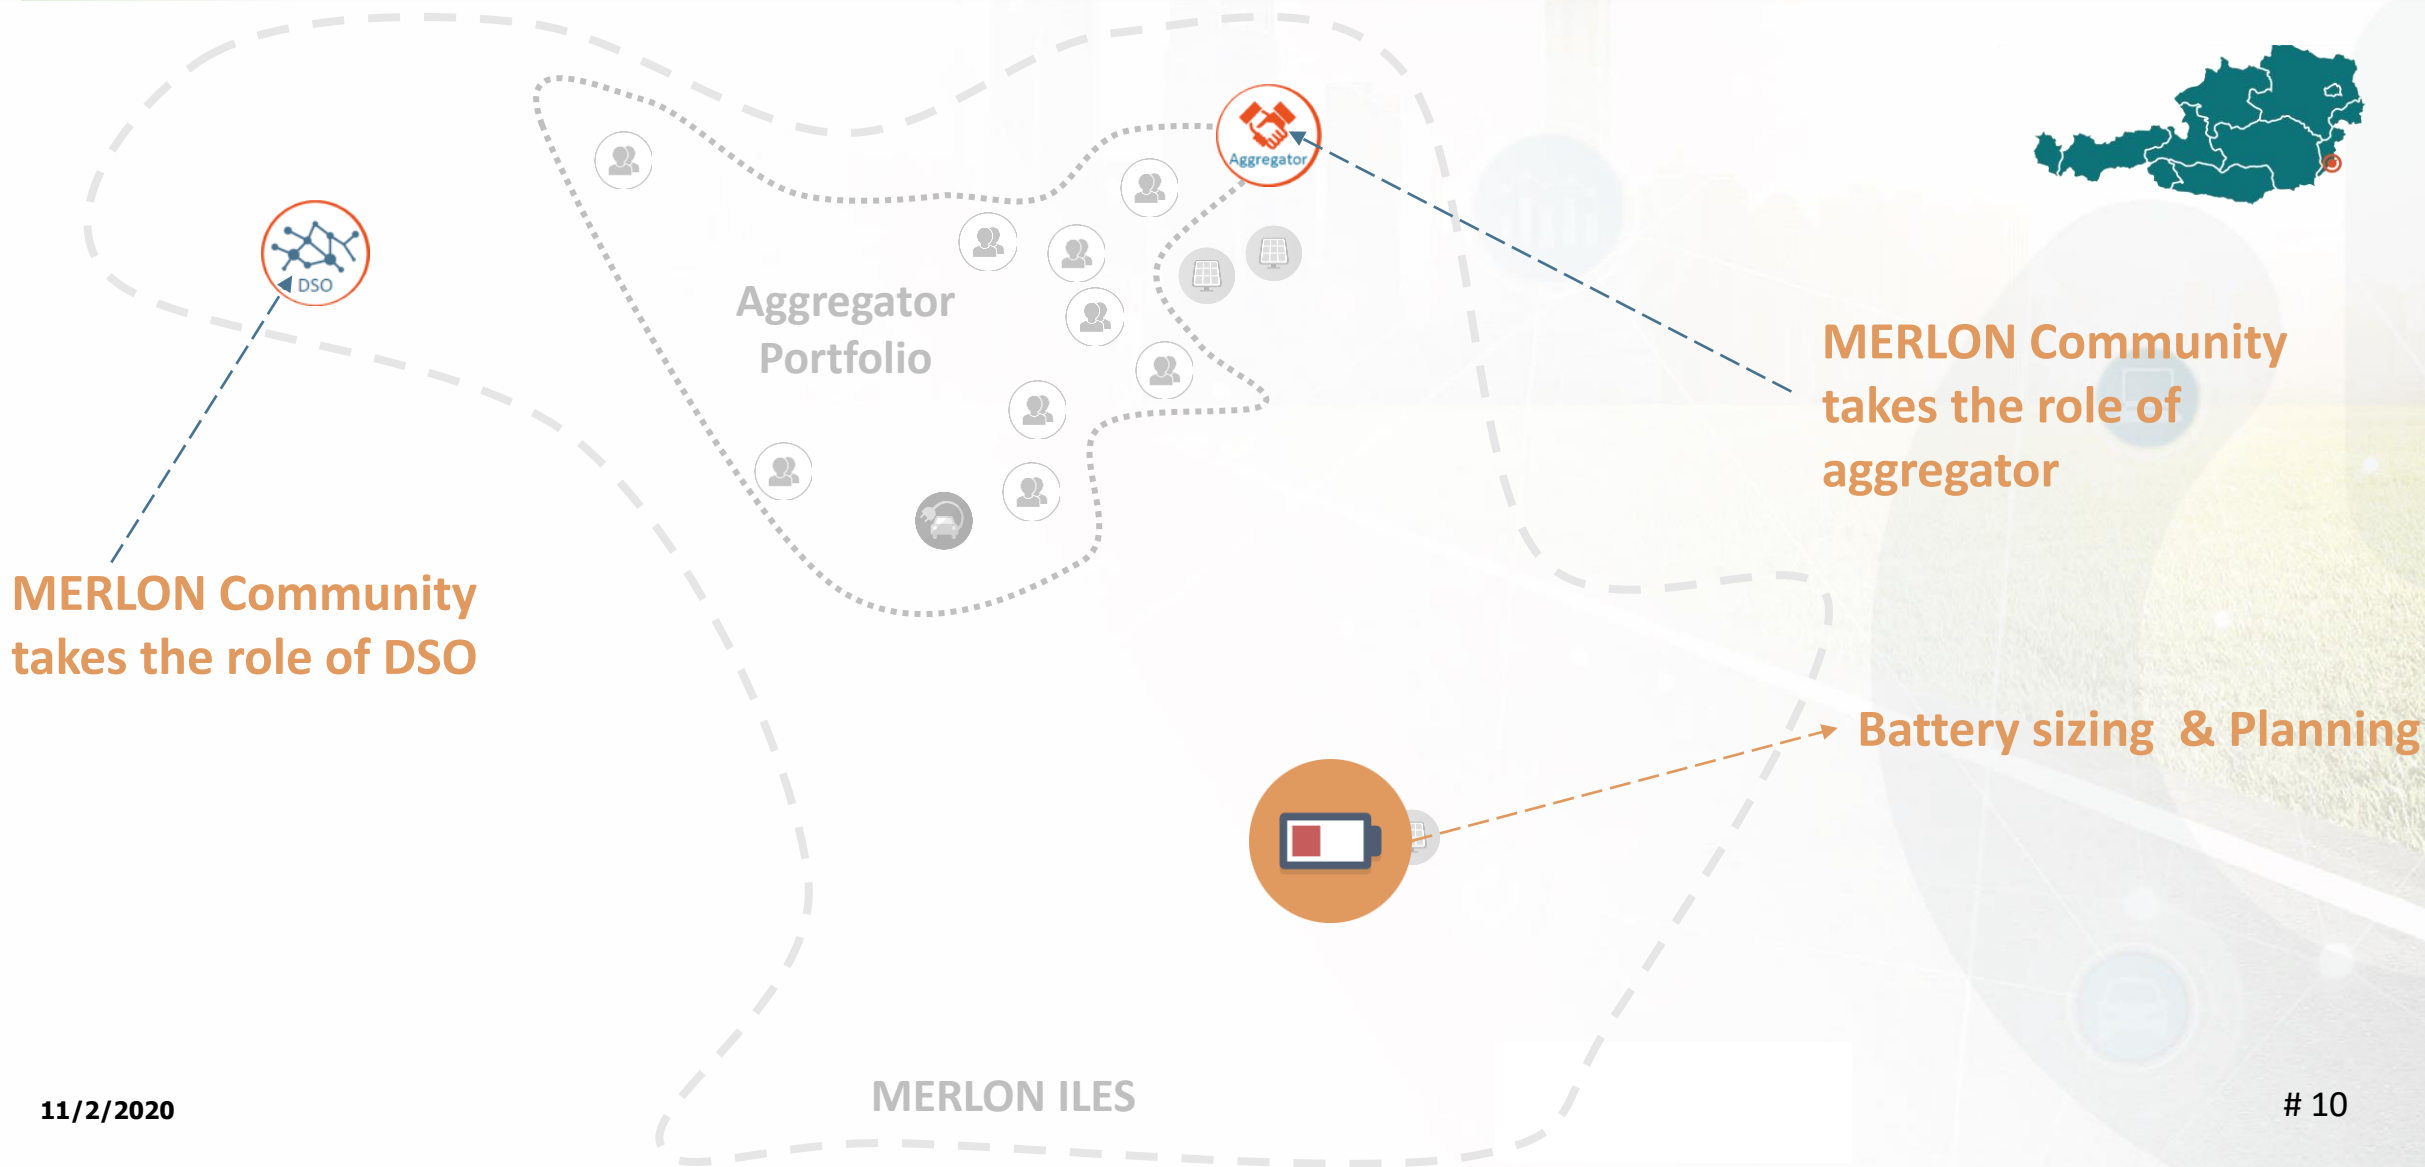 Aggregator
DSO
Aggregator
Portfolio
MERLON Community
takes the role of
aggregator
MERLON Community
takes the role of DSO
Battery sizing & Planning
MERLON ILES
11/2/2020
# 10